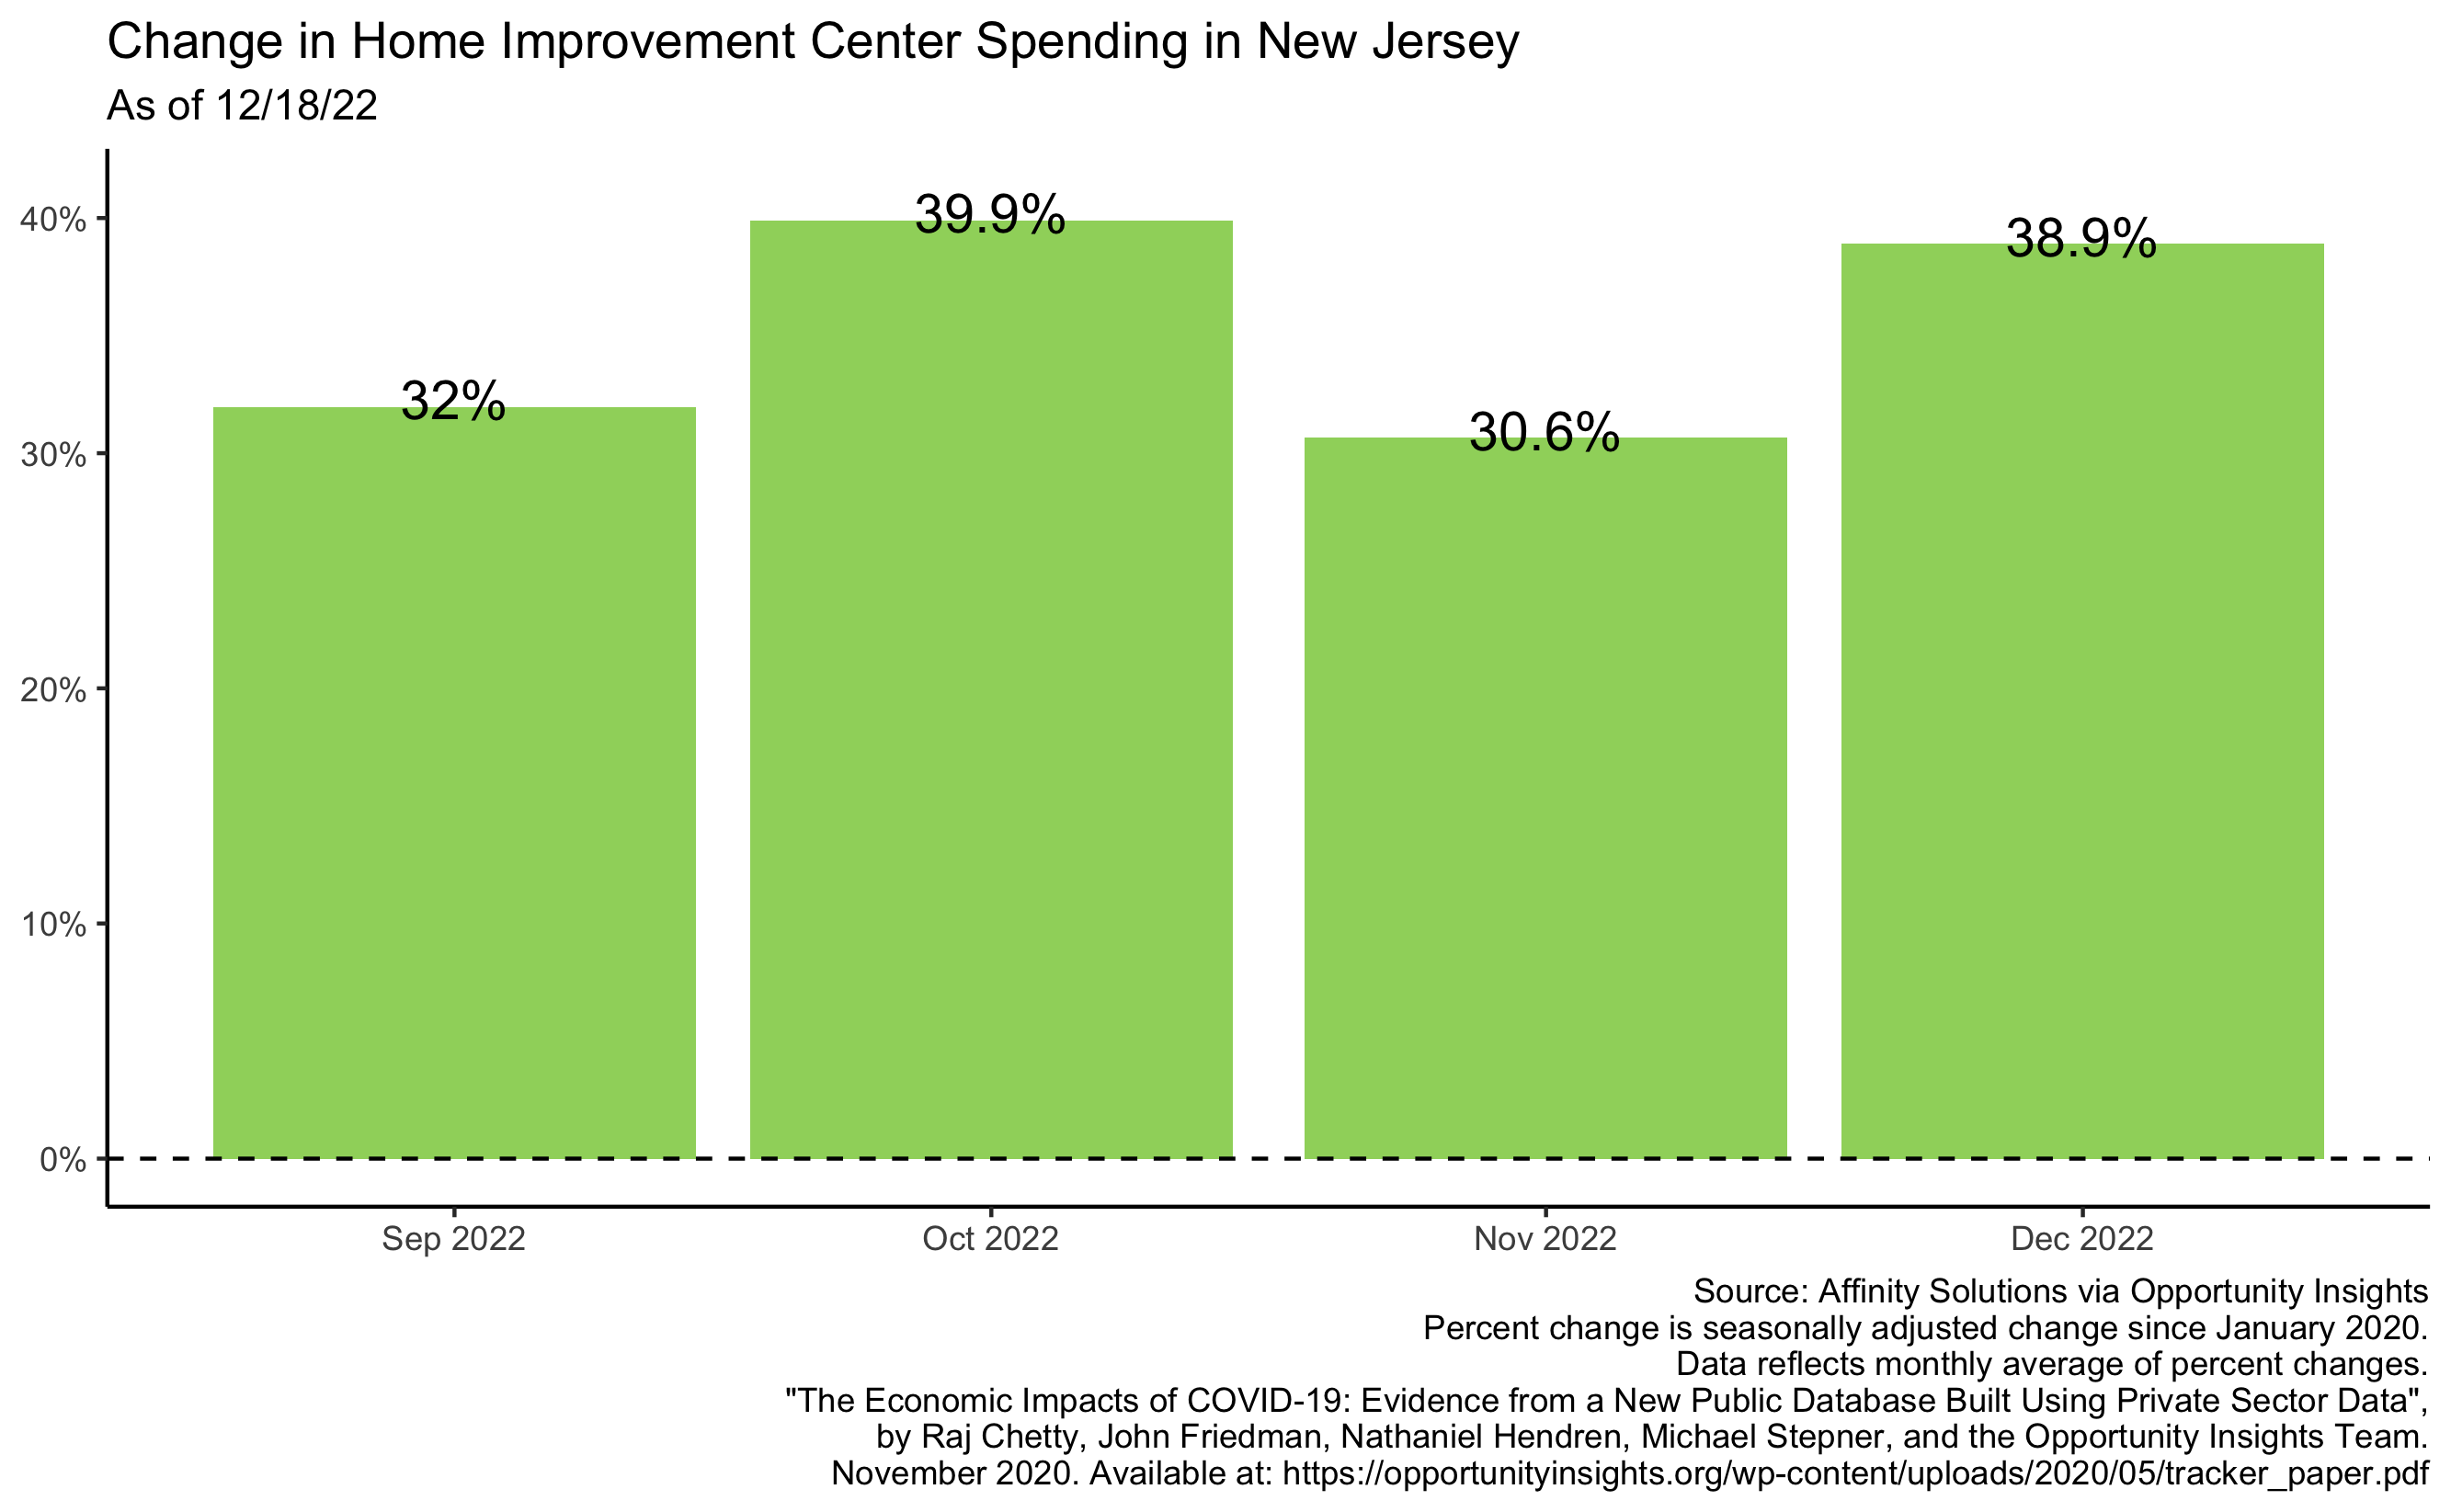 Change in Home Improvement Center Spending in New Jersey
As of 12/18/22
40%
30%
20%
10%
0%
32%
39.9%
30.6%
38.9%
Sep 2022
Oct 2022
Nov 2022
Dec 2022
Source: Affinity Solutions via Opportunity Insights
Percent change is seasonally adjusted change since January 2020.
Data reflects monthly average of percent changes.
"The Economic Impacts of COVID-19: Evidence from a New Public Database Built Using Private Sector Data",
by Raj Chetty, John Friedman, Nathaniel Hendren, Michael Stepner, and the Opportunity Insights Team.
November 2020. Available at: https://opportunityinsights.org/wp-content/uploads/2020/05/tracker_paper.pdf